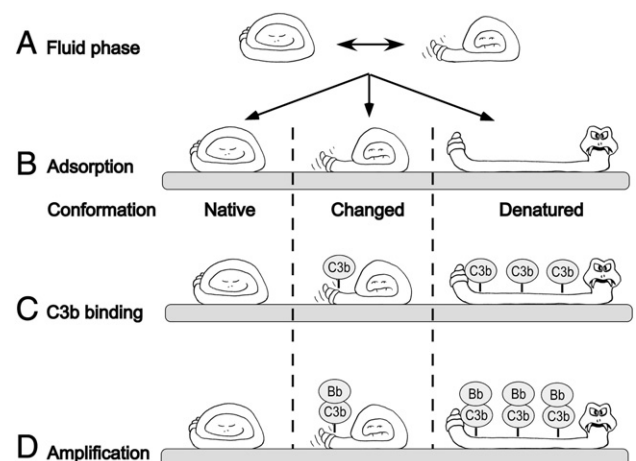 A Fluid phase
B Adsorption
Conformation Native Changed Denatured
C3b C3b C3b C3b
C C3b binding
Bb Bb Bb Bb
C3b C3b C3b C3b
D Amplification